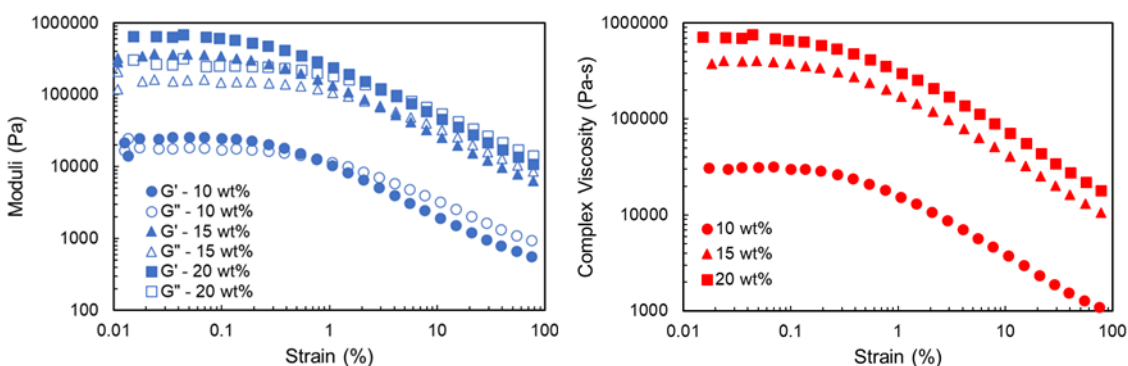 1000000
100000
10000
1000
100
Moduli (Pa)
G' - 10 wt%
G" - 10 wt%
G' - 15 wt%
G" - 15 wt%
G' - 20 wt%
G" - 20 wt%
0.01 0.1 1 10 100
Strain (%)
1000000
100000
10000
1000
Complex Viscosity (Pa-s)
10 wt%
15 wt%
20 wt%
0.01 0.1 1 10 100
Strain (%)